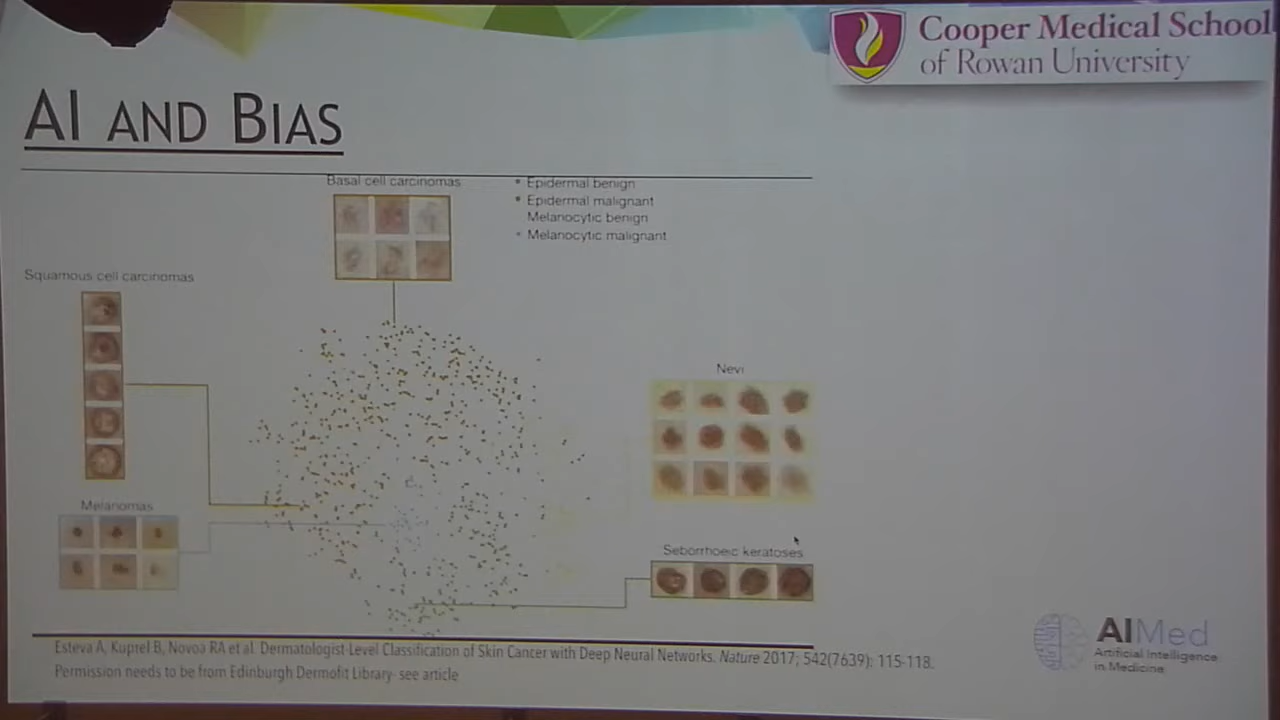 Cooper Medical School
of Rowan University
AI AND BIAS
Basal cell carcinomas
• Epidermal benign
• Epidermal malignant
Melanocytic benign
• Melanocytic malignant
Squamous cell carcinomas
Nevi
Melanomas
Seborrhoeic keratoses
Esteva A, Kuprel B, Novoa RA et al. Dermatologist-Level Classification of Skin Cancer with Deep Neural Networks. Nature 2017; 542(7639): 115-118.
Permission needs to be from Edinburgh Dermofit Library- see article
AIMed
Artificial Intelligence
in Medicine